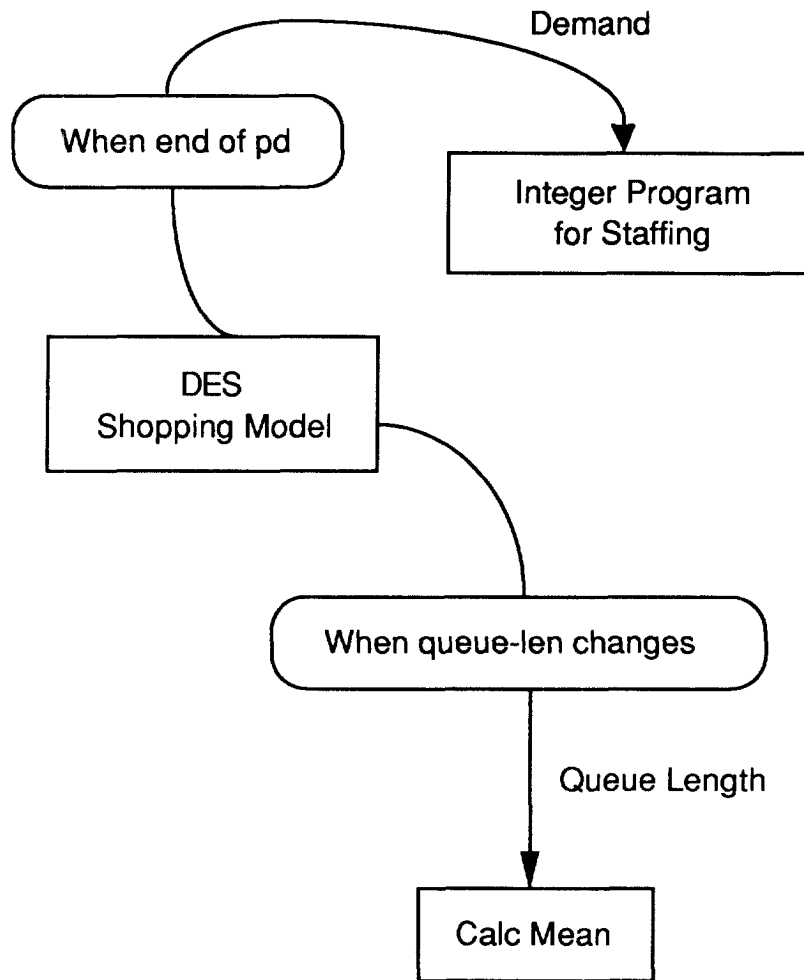 Demand
When end of pd
Integer Program
for Staffing
DES
Shopping Model
When queue-len changes
Queue Length
Calc Mean